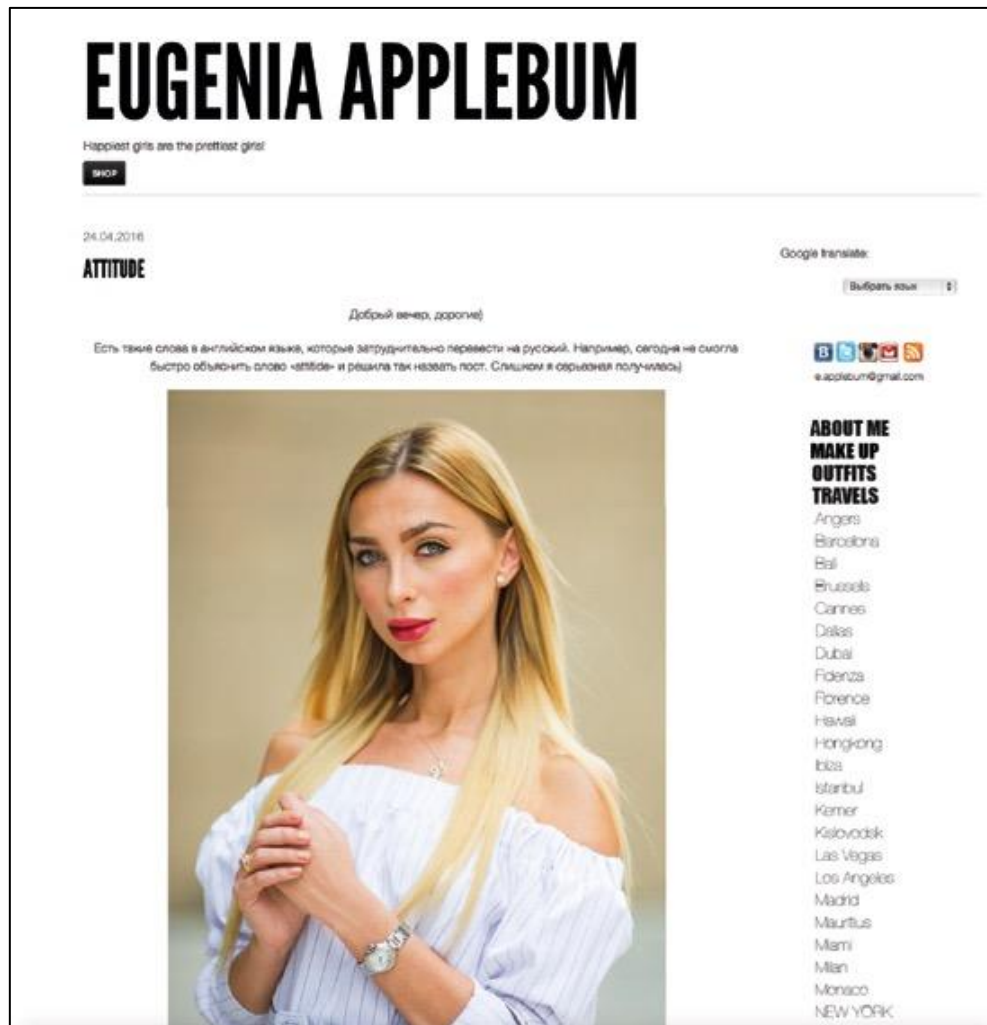 EUGENIA APPLEBUM
Happiest girls are the prettiest girls!
SHOP
24.04.2016
ATTITUDE
Добрый вечер, дорогие)
Есть такие слова в английском языке, которые затруднительно перевести на русский. Например, сегодня не смогла
быстро объяснить слово «attitide» и решила так назвать пост. Слишком я серьезная получилась)
Google translate:
Выбрать язык
e.applebum@gmail.com
ABOUT ME
MAKE UP
OUTFITS
TRAVELS
Angers
Barcelona
Bali
Brussels
Cannes
Dallas
Dubai
Fidenza
Florence
Hawaii
Hongkong
Ibiza
Istanbul
Kemer
Kislovodsk
Las Vegas
Los Angeles
Madrid
Mauritius
Miami
Milan
Monaco
NEW YORK